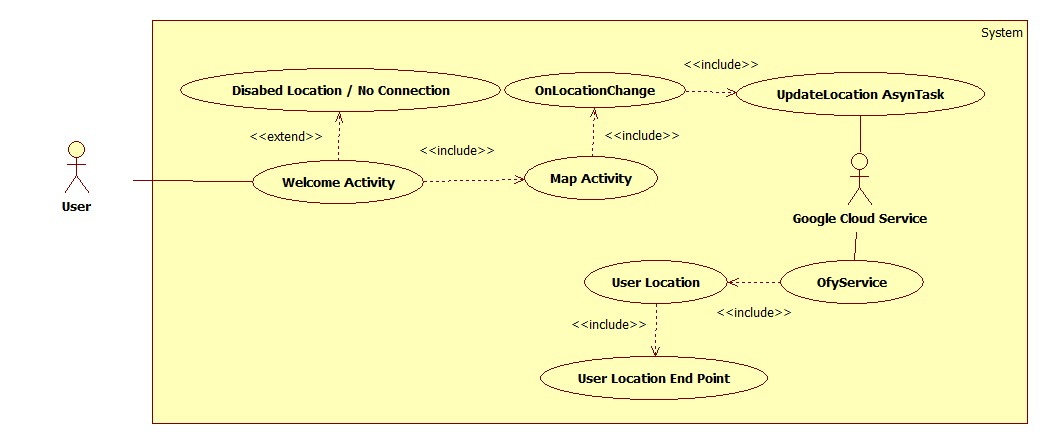 System
<<include>>
Disabed Location / No Connection
OnLocationChange
UpdateLocation AsynTask
<<extend>>
<<include>>
<<include>>
Welcome Activity
Map Activity
User
Google Cloud Service
User Location
OfyService
<<include>>
<<include>>
User Location End Point